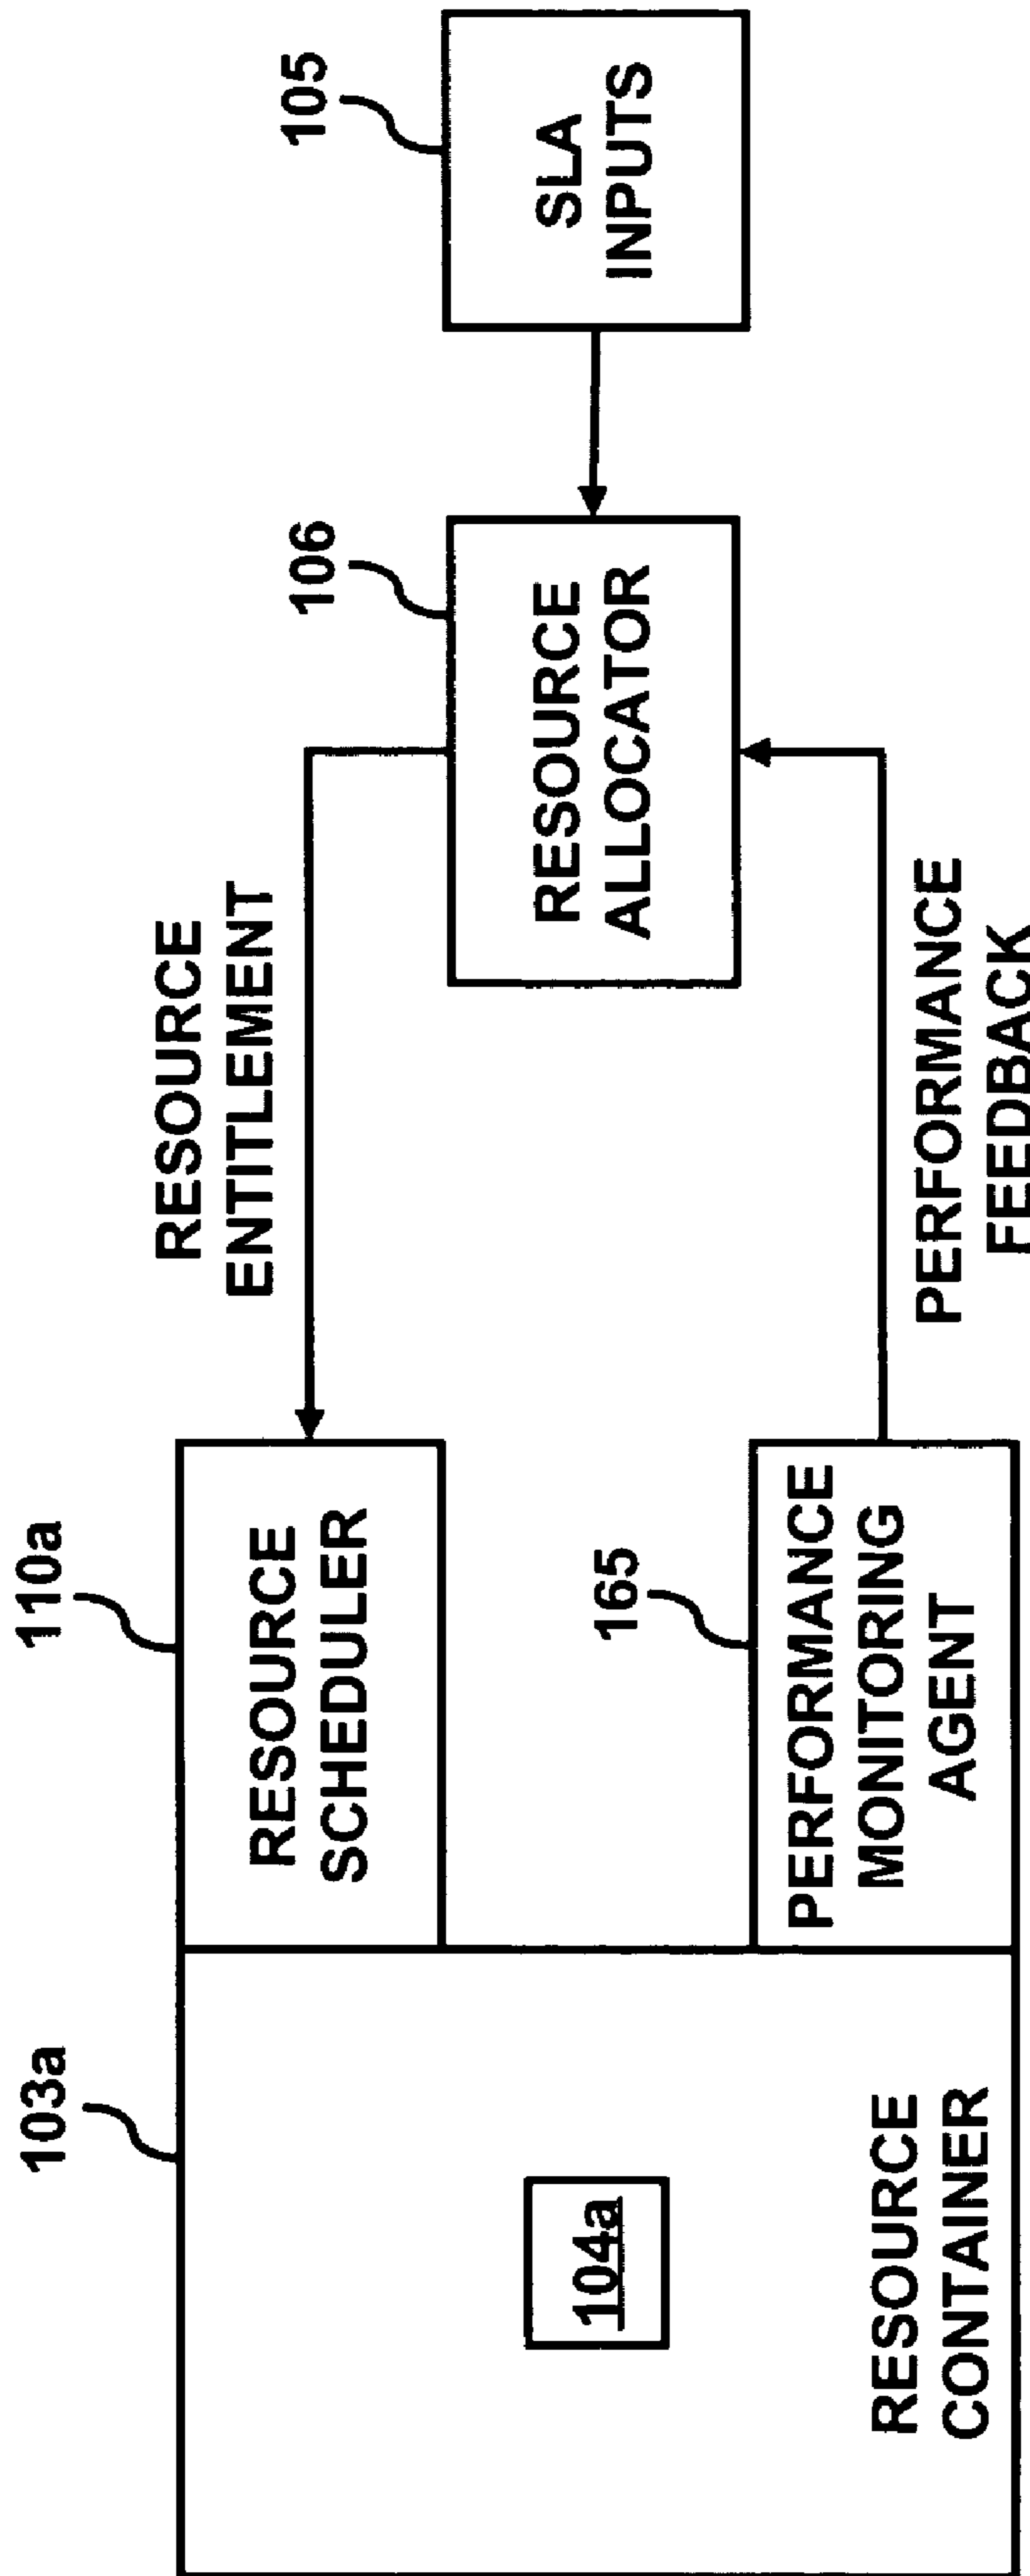 103a
104a
RESOURCE
CONTAINER
110a
RESOURCE
SCHEDULER
165
PERFORMANCE
MONITORING
AGENT
RESOURCE
ENTITLEMENT
PERFORMANCE
FEEDBACK
106
RESOURCE
ALLOCATOR
105
SLA
INPUTS